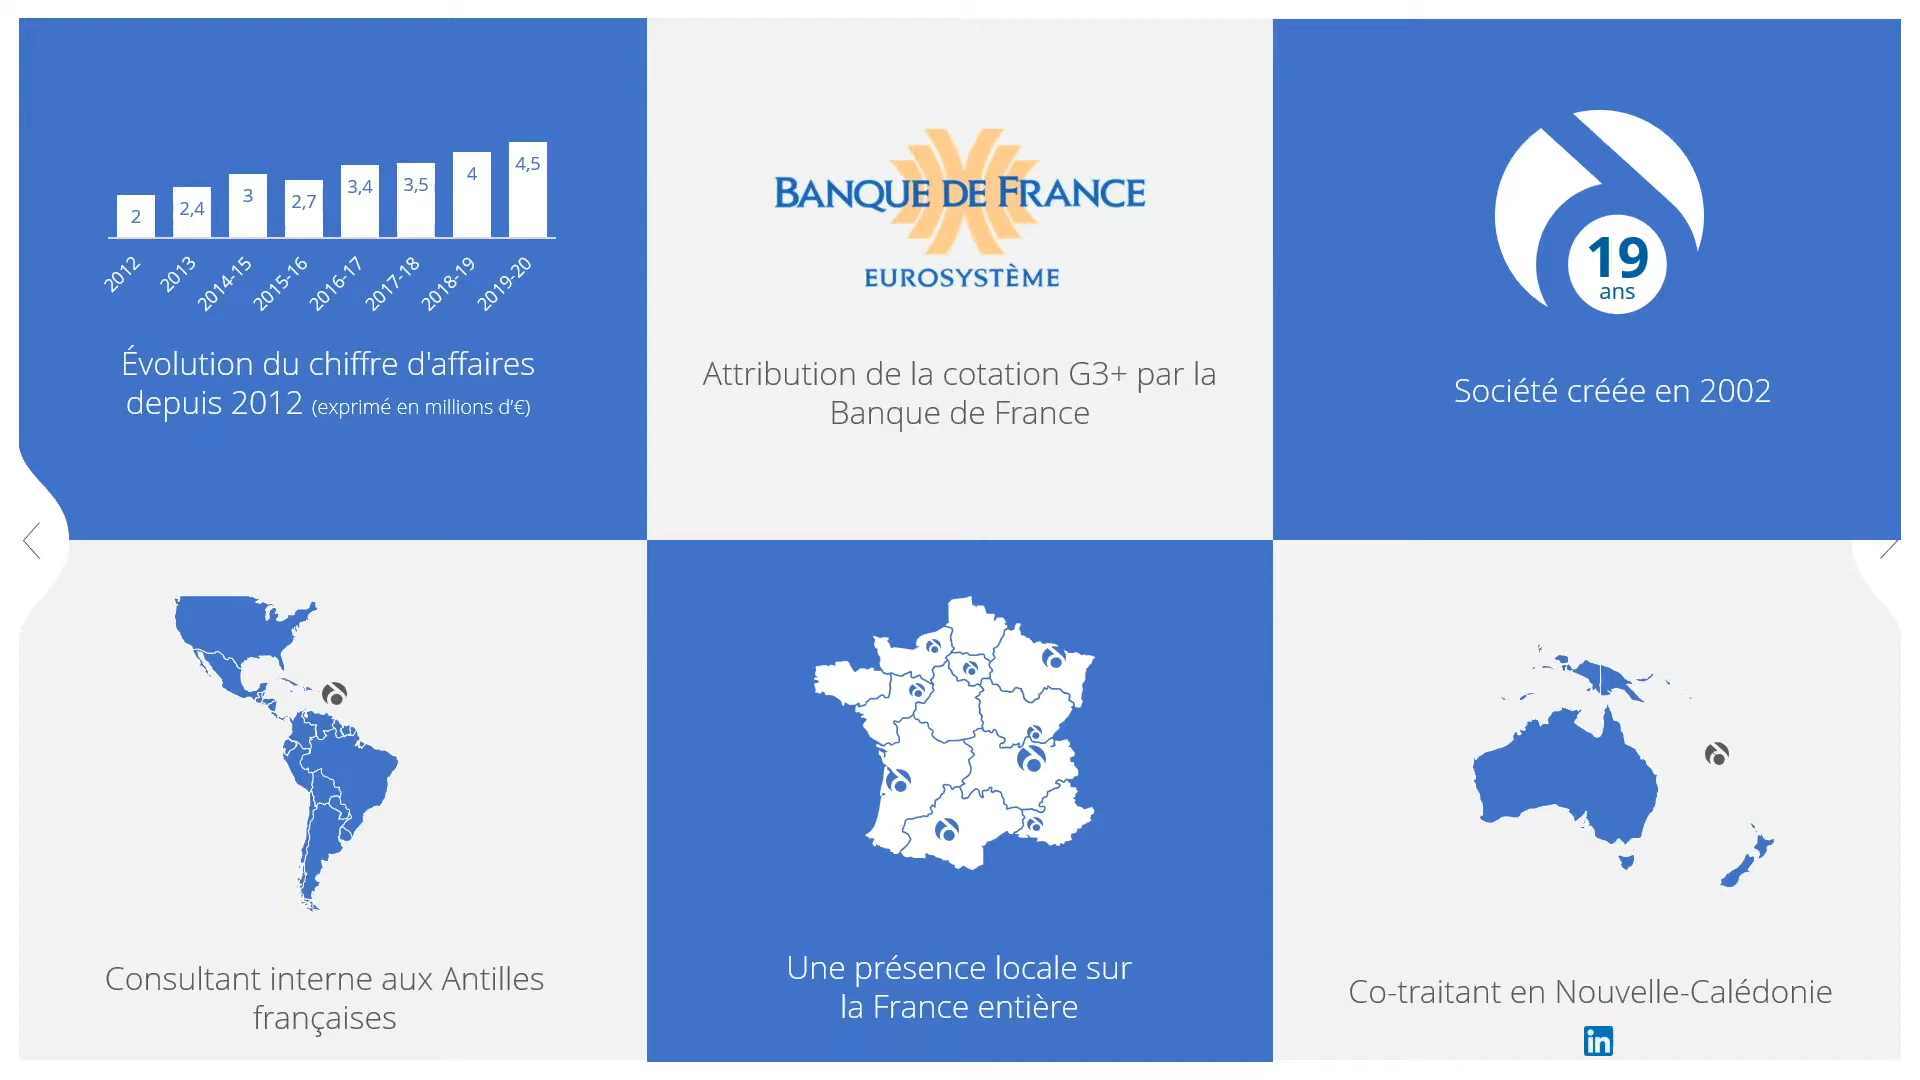 2
2,4
3
2,7
3,4
3,5
4
4,5
2012
2013
2014-15
2015-16
2016-17
2017-18
2018-19
2019-20
Évolution du chiffre d'affaires
depuis 2012 (exprimé en millions d’€)
BANQUE DE FRANCE
EUROSYSTÈME
Attribution de la cotation G3+ par la
Banque de France
19
ans
Société créée en 2002
Consultant interne aux Antilles
françaises
Une présence locale sur
la France entière
Co-traitant en Nouvelle-Calédonie
in